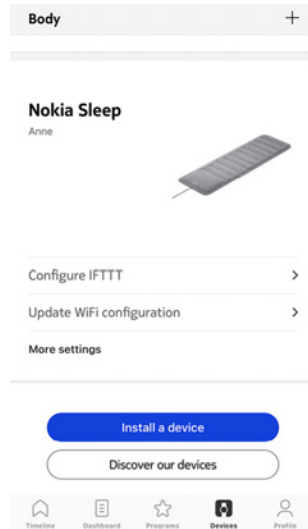 Body
Nokia Sleep
Anne
Configure IFTTT
Update WiFi configuration
More settings
Install a device
Discover our devices
Timeline Dashboard Programs Devices Profile